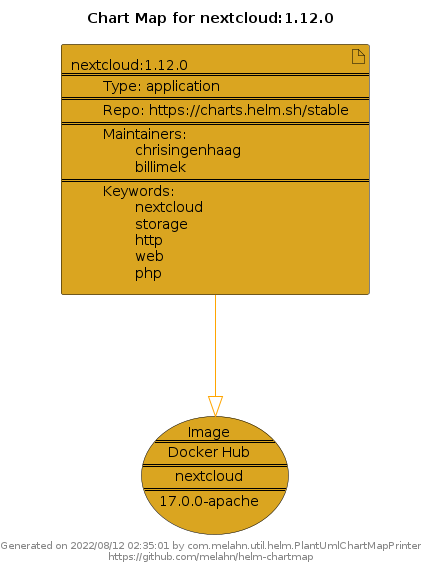 Chart Map for nextcloud:1.12.0
nextcloud:1.12.0
Type: application
Repo: https://charts.helm.sh/stable
Maintainers:
chrisingenhaag
billimek
Keywords:
nextcloud
storage
http
web
php
Image
Docker Hub
nextcloud
17.0.0-apache
Generated on 2022/08/12 02:35:01 by com.melahn.util.helm.PlantUmlChartMapPrinter
https://github.com/melahn/helm-chartmap